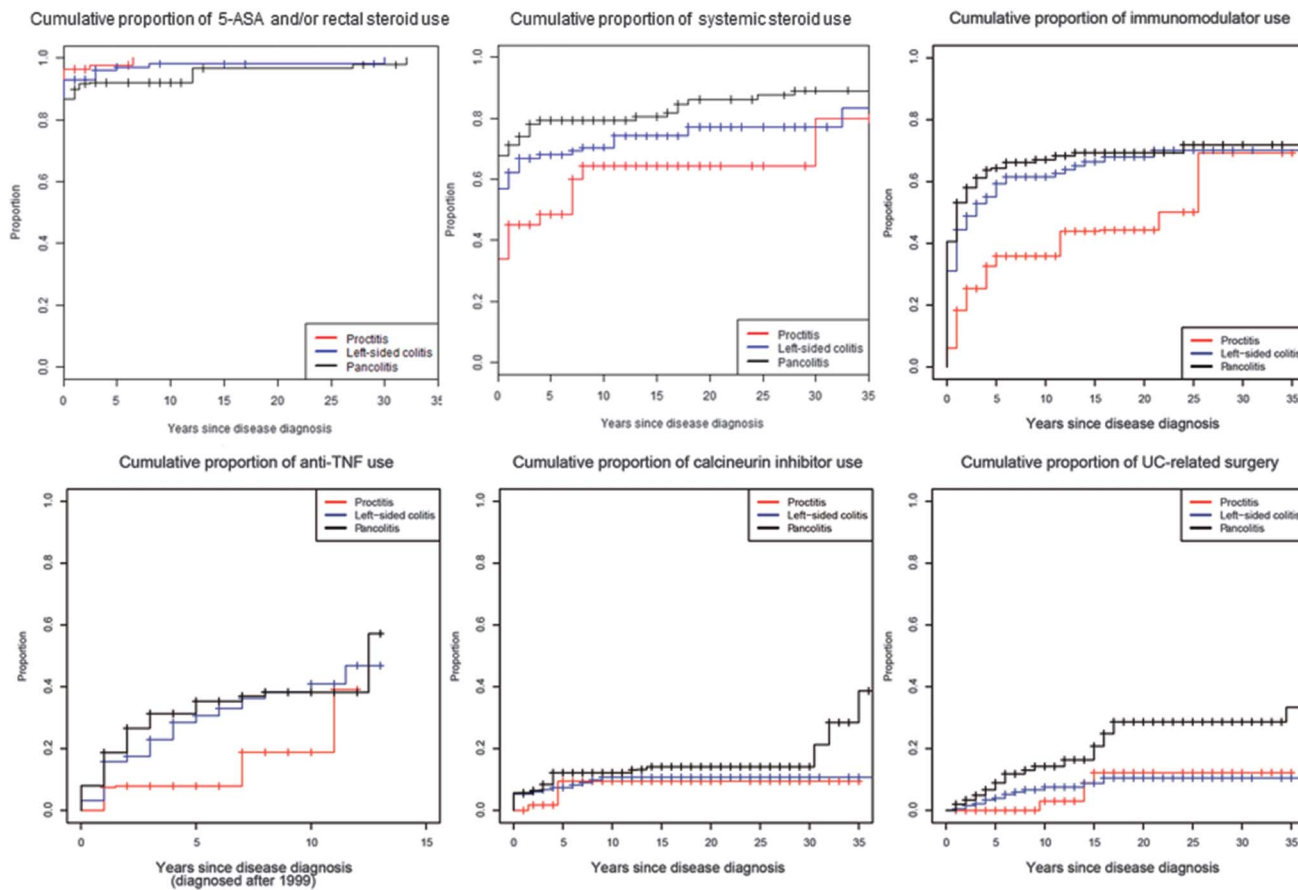 Cumulative proportion of 5-ASA and/or rectal steroid use
Proportion
1.0
0.8
0.6
0.4
0.2
0.0
Proctitis
Left-sided colitis
Pancolitis
0 5 10 15 20 25 30 35
Years since disease diagnosis
Cumulative proportion of systemic steroid use
Proportion
1.0
0.8
0.6
0.4
0.2
0.0
Proctitis
Left-sided colitis
Pancolitis
0 5 10 15 20 25 30 35
Years since disease diagnosis
Cumulative proportion of immunomodulator use
Proportion
1.0
0.8
0.6
0.4
0.2
0.0
Proctitis
Left-sided colitis
Pancolitis
0 5 10 15 20 25 30 35
Years since disease diagnosis
Cumulative proportion of anti-TNF use
Proportion
1.0
0.8
0.6
0.4
0.2
0.0
Proctitis
Left-sided colitis
Pancolitis
0 5 10 15
Years since disease diagnosis
(diagnosed after 1999)
Cumulative proportion of calcineurin inhibitor use
Proportion
1.0
0.8
0.6
0.4
0.2
0.0
Proctitis
Left-sided colitis
Pancolitis
0 5 10 15 20 25 30 35
Years since disease diagnosis
Cumulative proportion of UC-related surgery
Proportion
1.0
0.8
0.6
0.4
0.2
0.0
Proctitis
Left-sided colitis
Pancolitis
0 5 10 15 20 25 30 35
Years since disease diagnosis